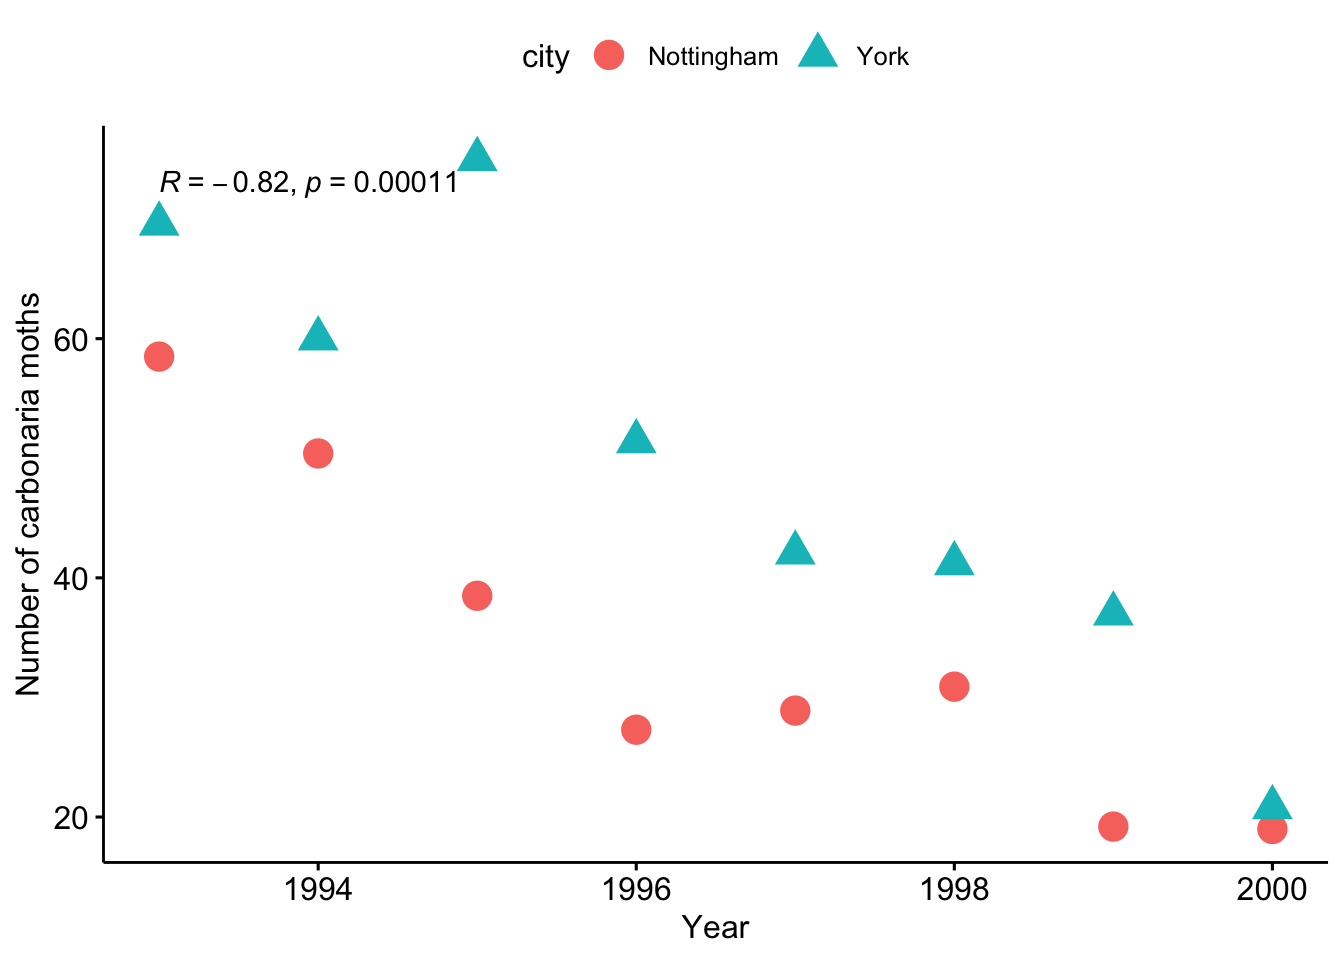 city Nottingham York
R = −0.82, p = 0.00011
Number of carbonaria moths
60
40
20
1994 1996 1998 2000
Year